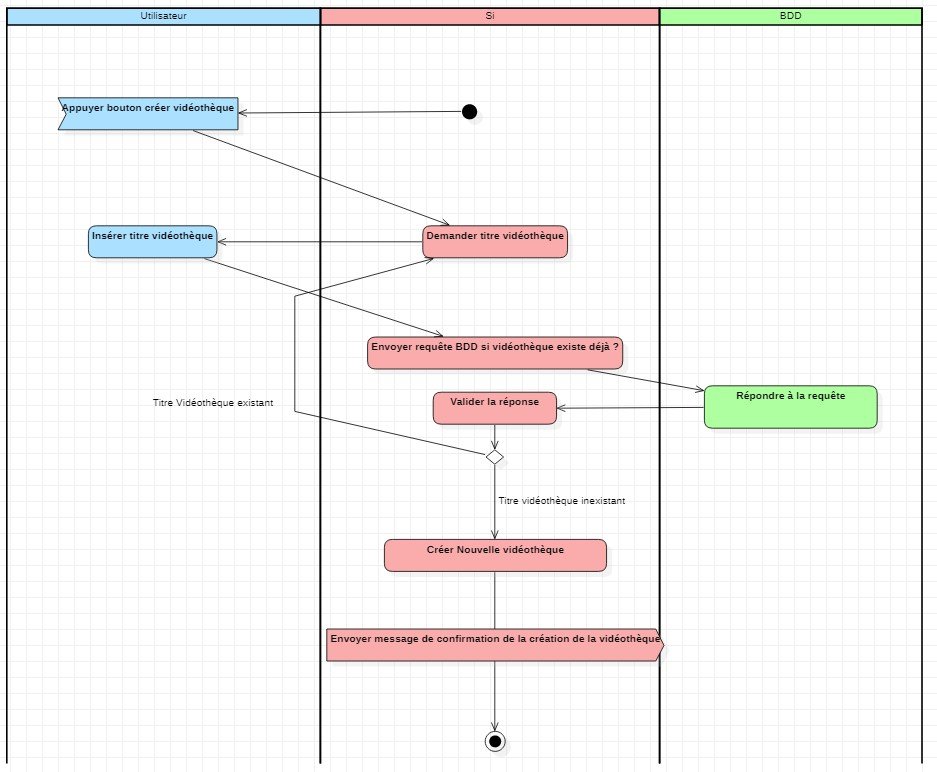 Utilisateur
Si
BDD
Appuyer bouton créer vidéothèque
Insérer titre vidéothèque
Demander titre vidéothèque
Envoyer requête BDD si vidéothèque existe déjà ?
Répondre à la requête
Valider la réponse
Titre Vidéothèque existant
Titre vidéothèque inexistant
Créer Nouvelle vidéothèque
Envoyer message de confirmation de la création de la vidéothèque